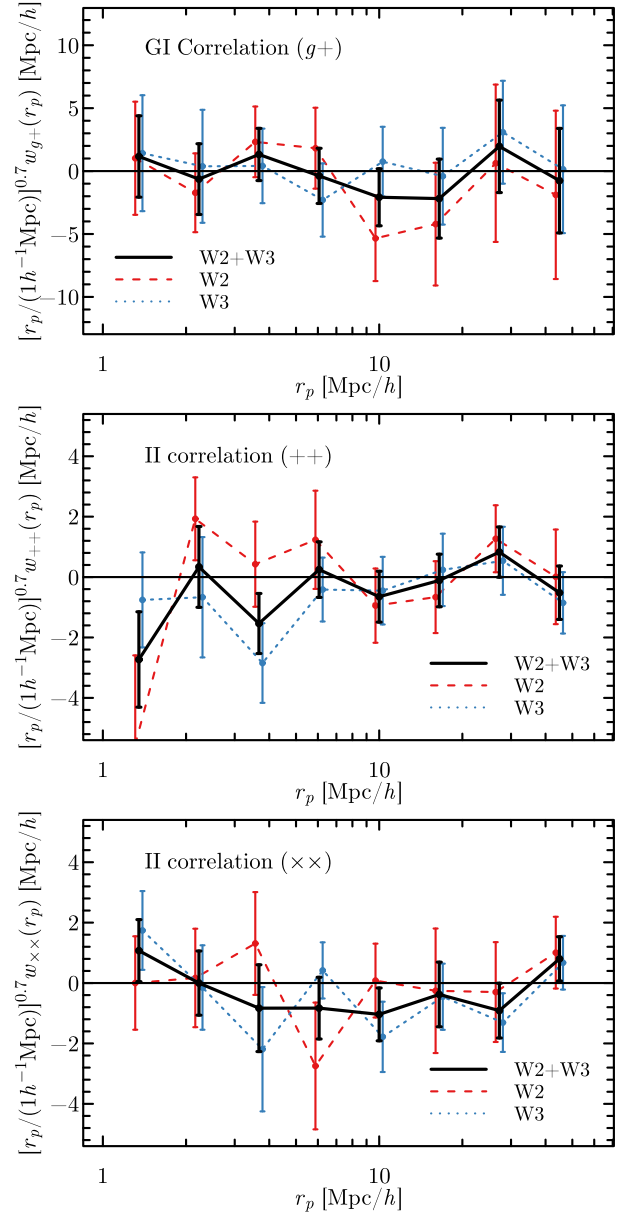 GI Correlation (g+)
[r_p/(1h^{-1}Mpc)]^{0.7}w_{g+}(r_p) [Mpc/h]
10
5
0
−5
−10
W2+W3
W2
W3
1
10
r_p [Mpc/h]
II correlation (++)
[r_p/(1h^{-1}Mpc)]^{0.7}w_{++}(r_p) [Mpc/h]
4
2
0
−2
−4
W2+W3
W2
W3
1
10
r_p [Mpc/h]
II correlation (××)
[r_p/(1h^{-1}Mpc)]^{0.7}w_{××}(r_p) [Mpc/h]
4
2
0
−2
−4
W2+W3
W2
W3
1
10
r_p [Mpc/h]